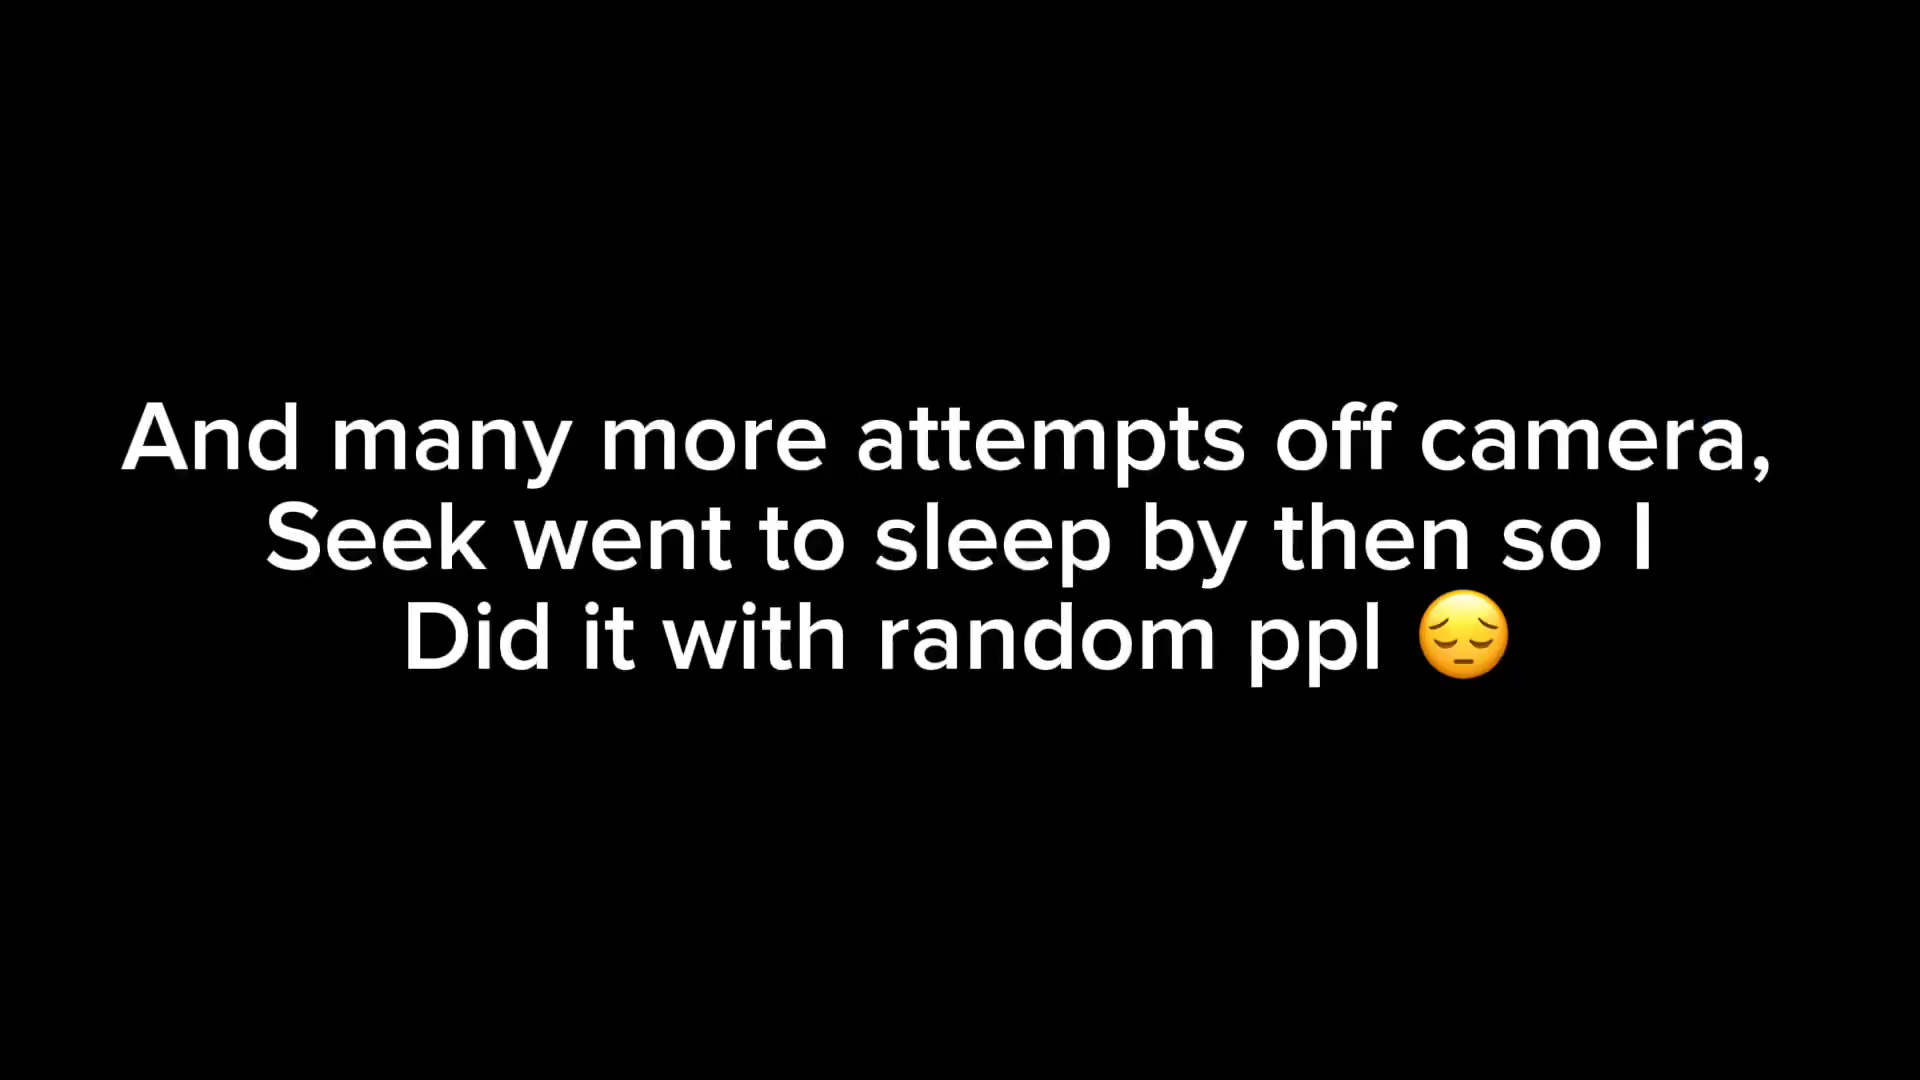 And many more attempts off camera,
Seek went to sleep by then so I
Did it with random ppl 😔